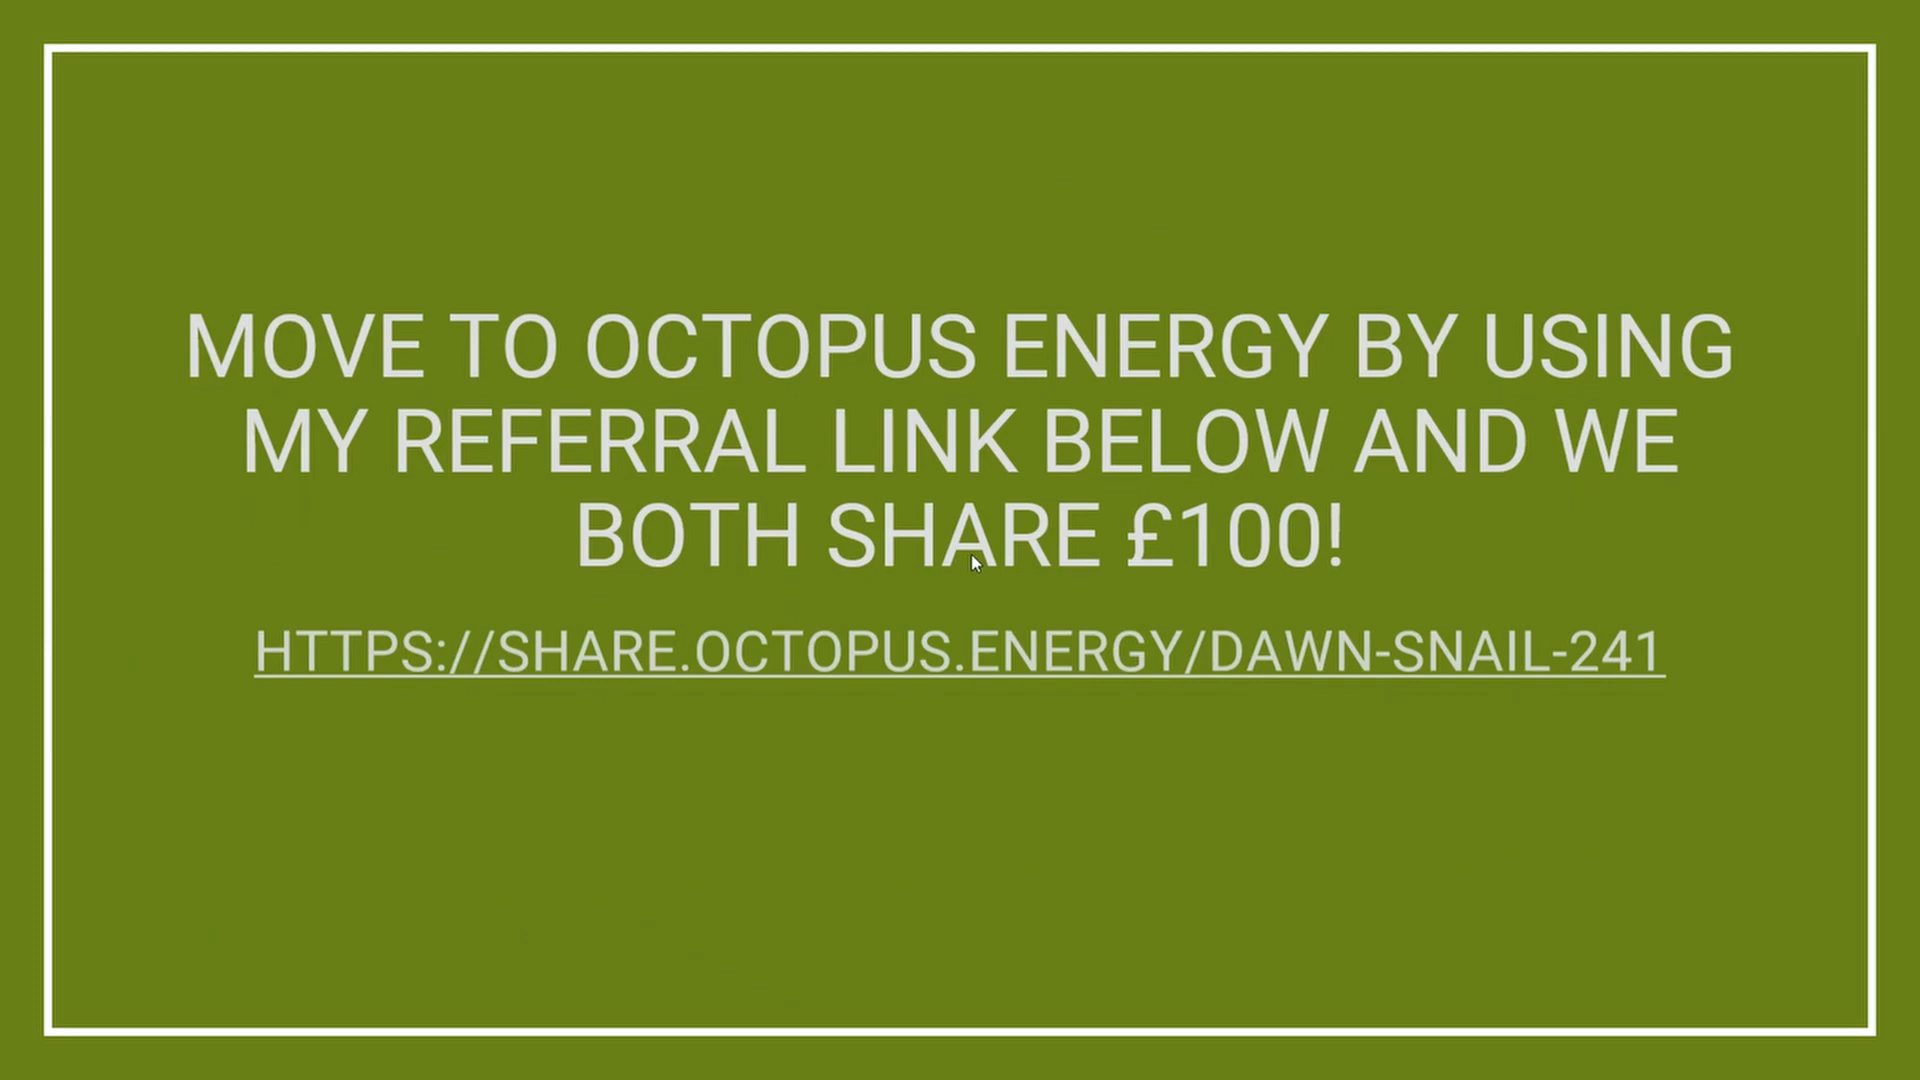 MOVE TO OCTOPUS ENERGY BY USING
MY REFERRAL LINK BELOW AND WE
BOTH SHARE £100!
HTTPS://SHARE.OCTOPUS.ENERGY/DAWN-SNAIL-241